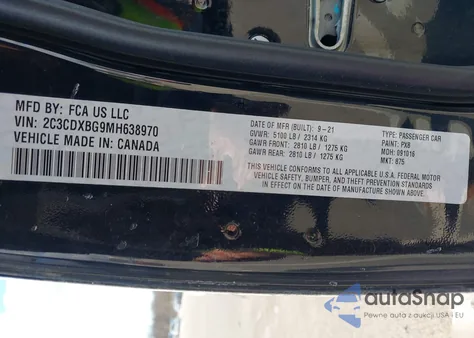 MFD BY: FCA US LLC
VIN: 2C3CDXBG9MH638970
VEHICLE MADE IN: CANADA
DATE OF MFR (BUILT): 9-21
GVWR: 5100 LB / 2314 KG
GAWR FRONT: 2810 LB / 1275 KG
GAWR REAR: 2810 LB / 1275 KG
TYPE: PASSENGER CAR
PAINT: PX8
MDH: 091016
MKT: 875
THIS VEHICLE CONFORMS TO ALL APPLICABLE U.S.A. FEDERAL MOTOR
VEHICLE SAFETY, BUMPER, AND THEFT PREVENTION STANDARDS
IN EFFECT ON THE DATE OF MANUFACTURE SHOWN ABOVE.
autoSnap
Pewne auto z aukcji USA i EU